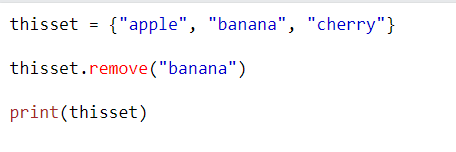 thisset = {"apple", "banana", "cherry"}
thisset.remove("banana")
print(thisset)